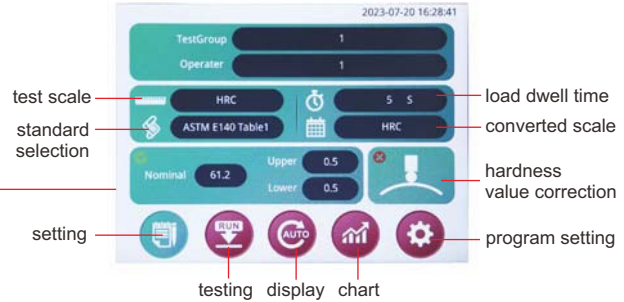 2023-07-20 16:28:41
TestGroup 1
Operater 1
test scale HRC 5 S load dwell time
standard selection ASTM E140 Table1 HRC converted scale
Nominal 61.2 Upper 0.5
Lower 0.5
hardness
value correction
setting RUN AUTO program setting
testing display chart